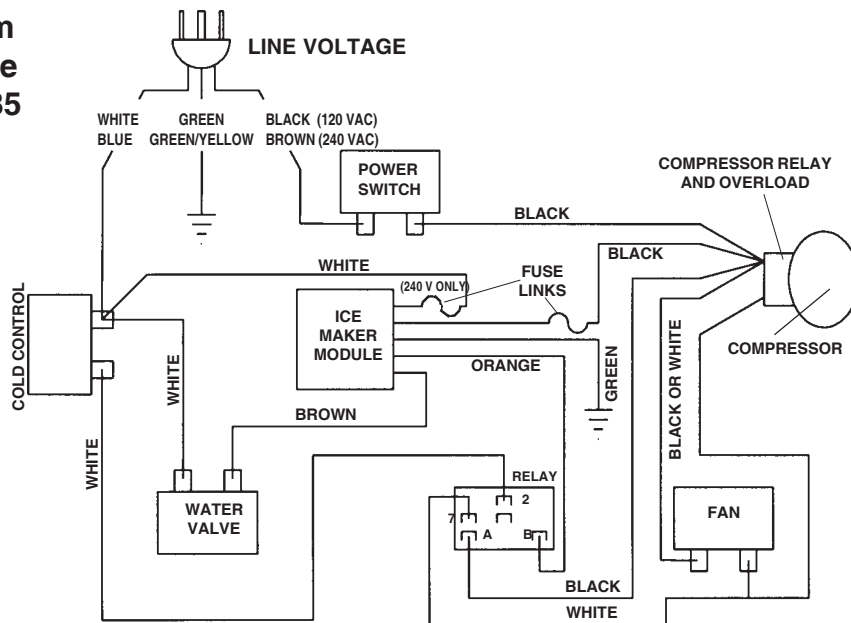 m
e
35
LINE VOLTAGE
WHITE
BLUE
GREEN
GREEN/YELLOW
BLACK (120 VAC)
BROWN (240 VAC)
POWER
SWITCH
COMPRESSOR RELAY
AND OVERLOAD
BLACK
BLACK
WHITE
(240 V ONLY)
FUSE
LINKS
COLD CONTROL
ICE
MAKER
MODULE
COMPRESSOR
ORANGE
GREEN
BLACK OR WHITE
WHITE
BROWN
WHITE
WATER
VALVE
RELAY
2
7
A
B
FAN
BLACK
WHITE